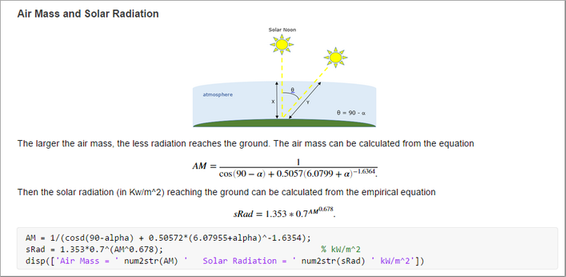 Air Mass and Solar Radiation
Solar Noon
atmosphere
θ
X
Y
θ = 90 - α
The larger the air mass, the less radiation reaches the ground. The air mass can be calculated from the equation
AM = 1 / (cos(90 − α) + 0.5057(6.0799 + α)^−1.6364).
Then the solar radiation (in Kw/m^2) reaching the ground can be calculated from the empirical equation
sRad = 1.353 * 0.7^AM^0.678.
AM = 1/(cosd(90-alpha) + 0.50572*(6.07955+alpha)^-1.6354);
sRad = 1.353*0.7^(AM^0.678); % kW/m^2
disp(['Air Mass = ' num2str(AM) '   Solar Radiation = ' num2str(sRad) ' kW/m^2'])